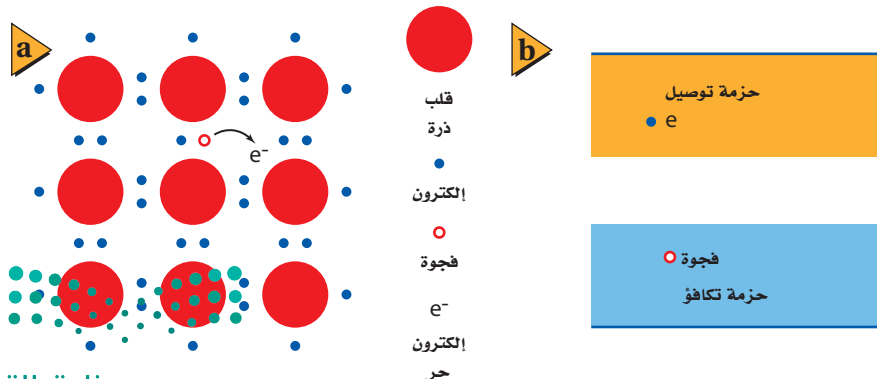 a
e-
قلب
ذرة
إلكترون
فجوة
e-
إلكترون
حر
b
حزمة توصيل
e
فجوة
حزمة تكافؤ